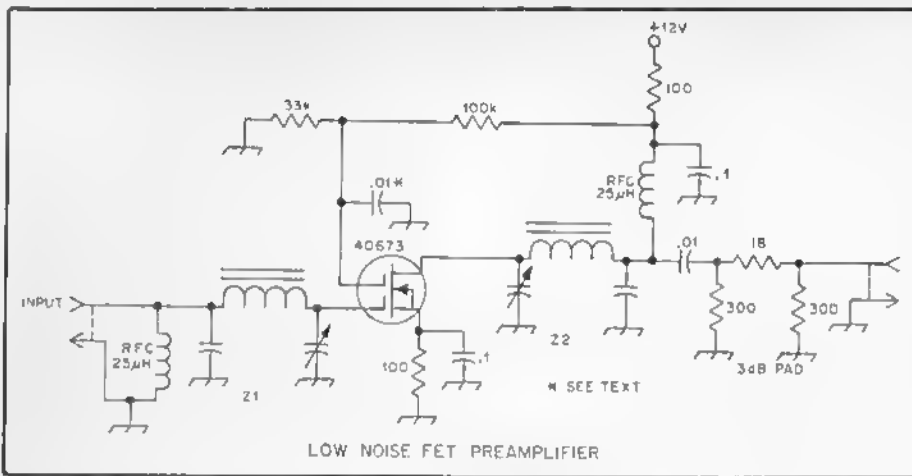 +12V
100
33*
100k
RFC
25µH
.1
.01*
40673
.01
18
INPUT
RFC
25µH
Z1
100
.1
Z2
300
300
3dB PAD
* SEE TEXT
LOW NOISE FET PREAMPLIFIER